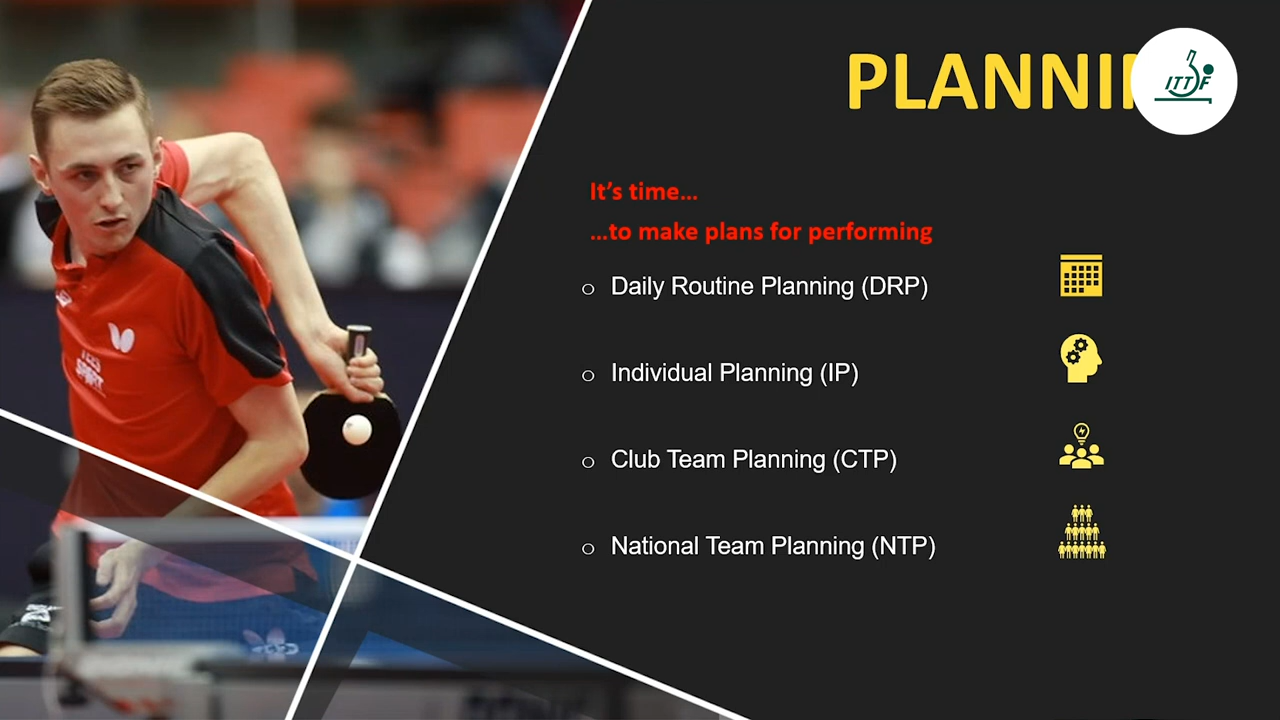 PLANNI
ITTF
It's time...
...to make plans for performing
○ Daily Routine Planning (DRP)
○ Individual Planning (IP)
○ Club Team Planning (CTP)
○ National Team Planning (NTP)